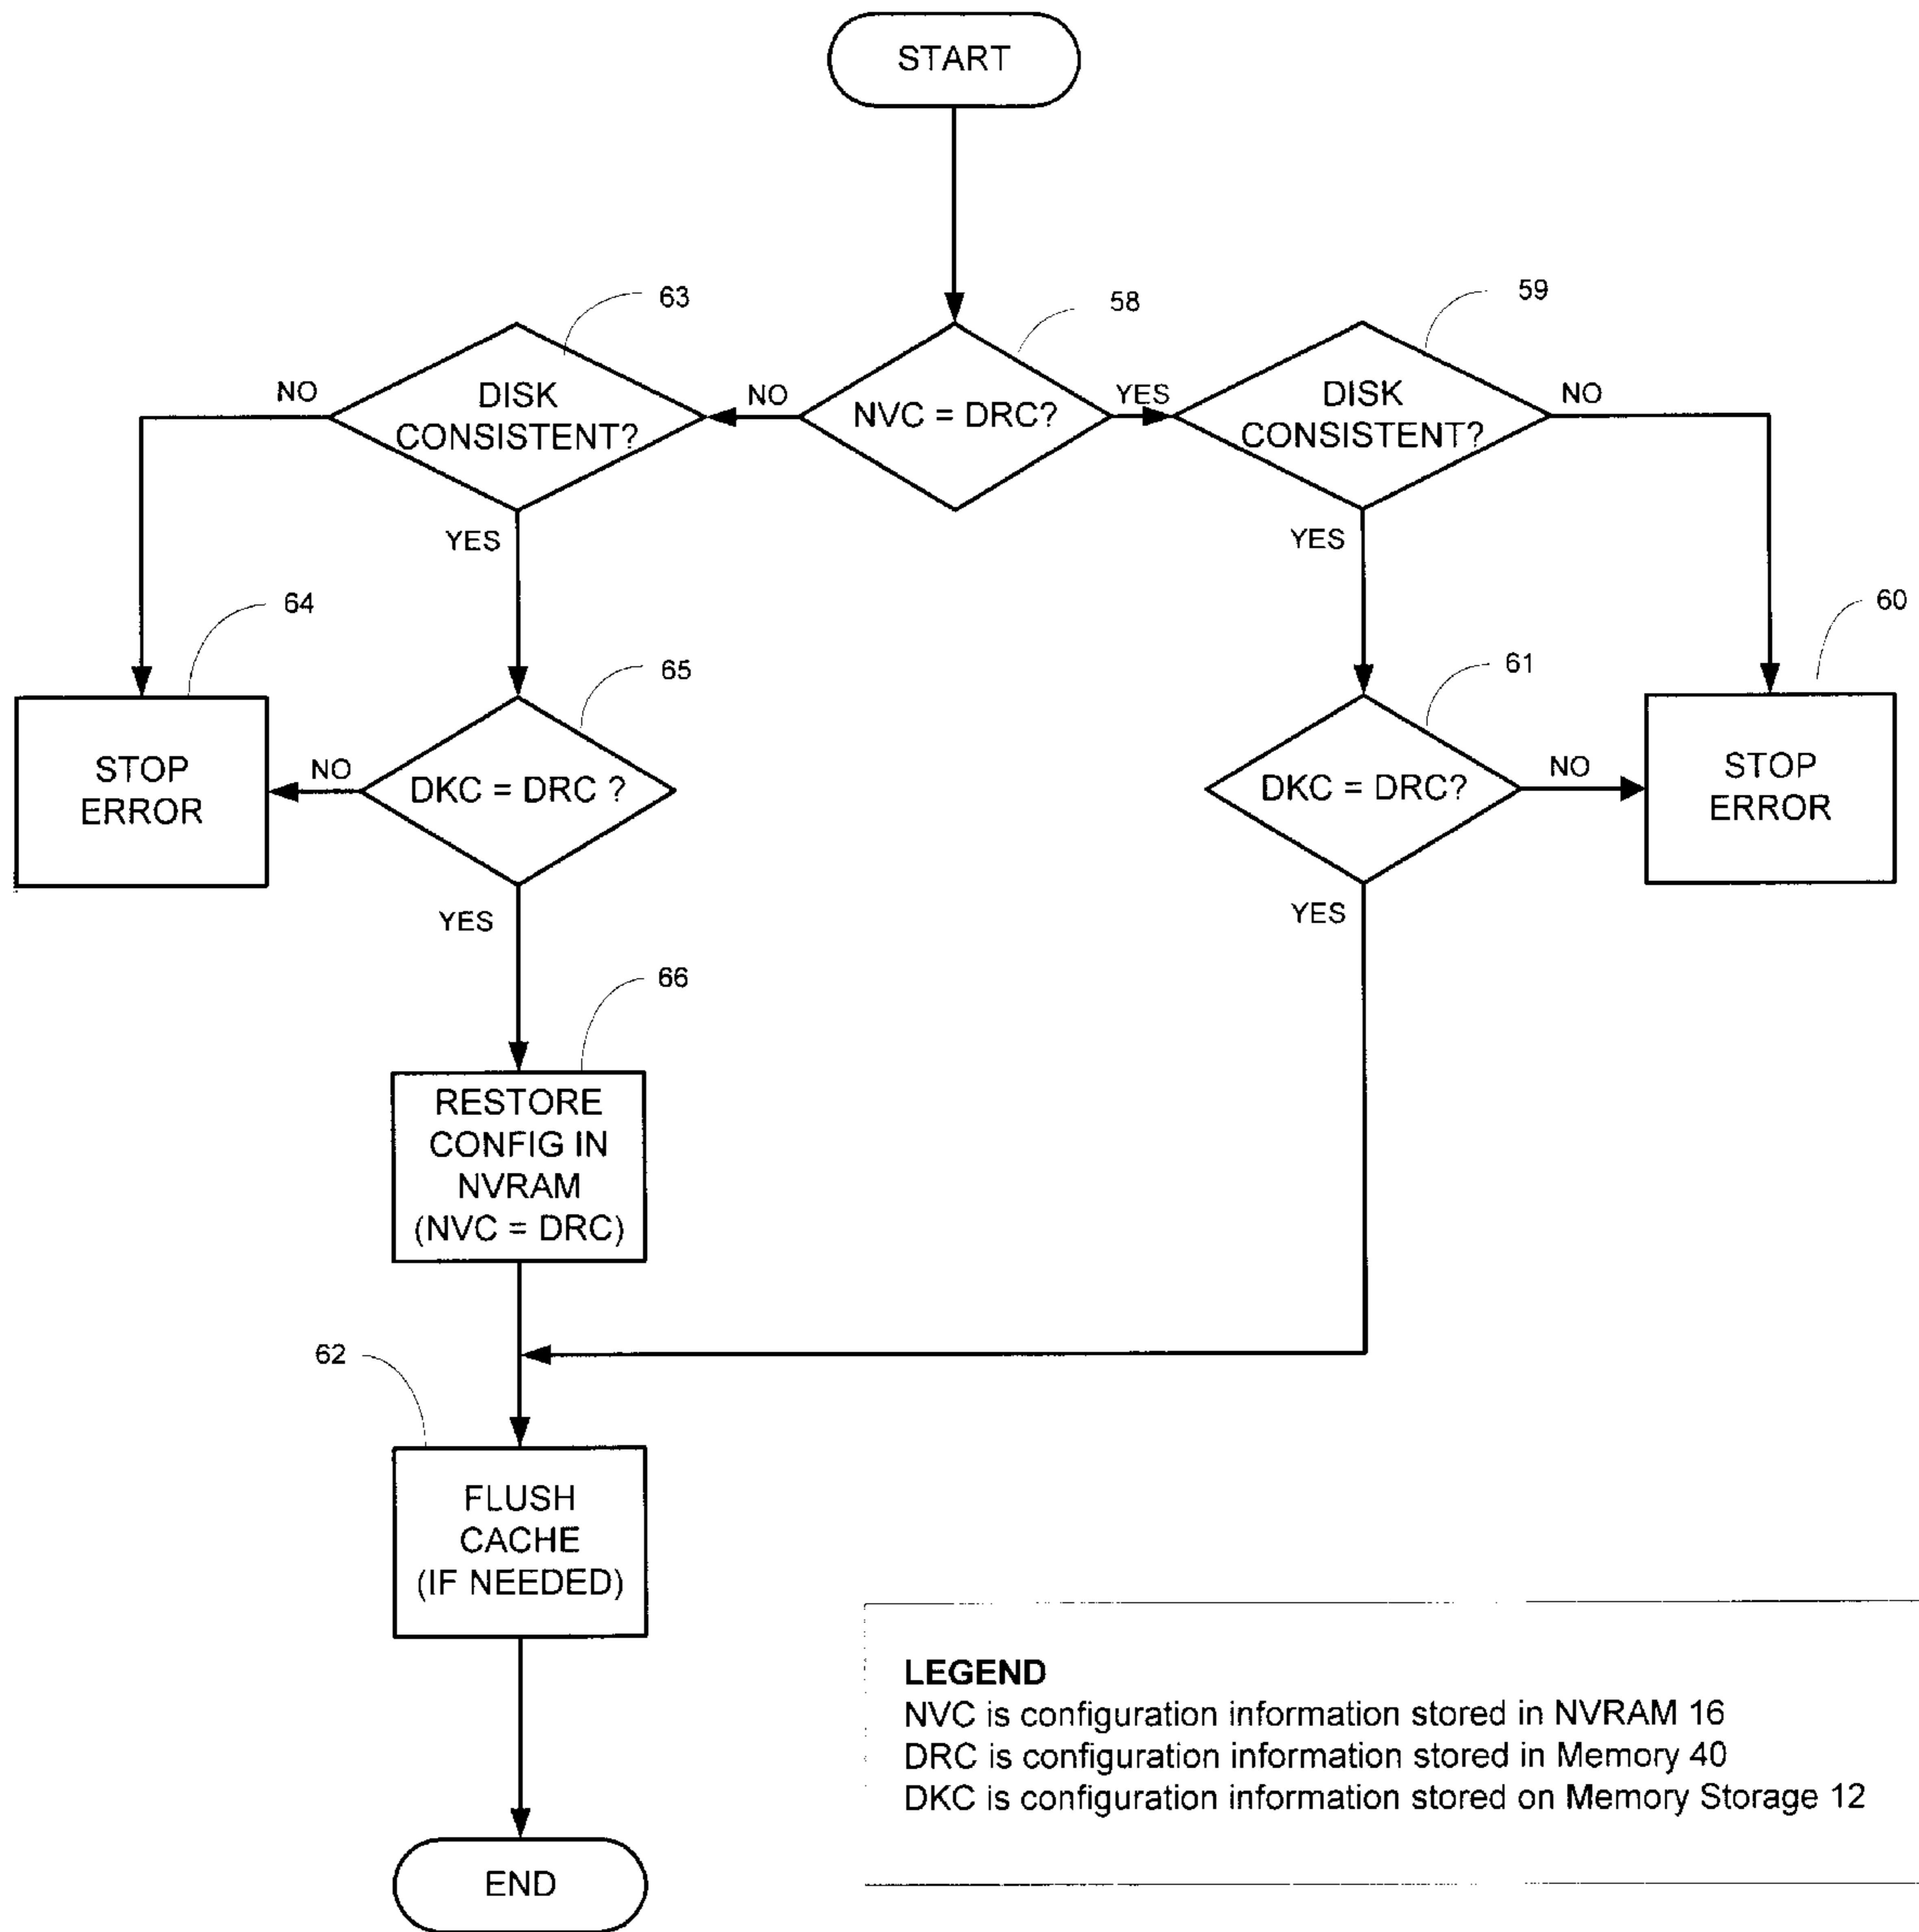 START
63
58
59
NO
DISK
CONSISTENT?
NO
NVC = DRC?
YES
DISK
CONSISTENT?
NO
YES
YES
64
65
61
60
STOP
ERROR
NO
DKC = DRC ?
DKC = DRC?
NO
STOP
ERROR
YES
YES
66
RESTORE
CONFIG IN
NVRAM
(NVC = DRC)
62
FLUSH
CACHE
(IF NEEDED)
LEGEND
NVC is configuration information stored in NVRAM 16
DRC is configuration information stored in Memory 40
DKC is configuration information stored on Memory Storage 12
END